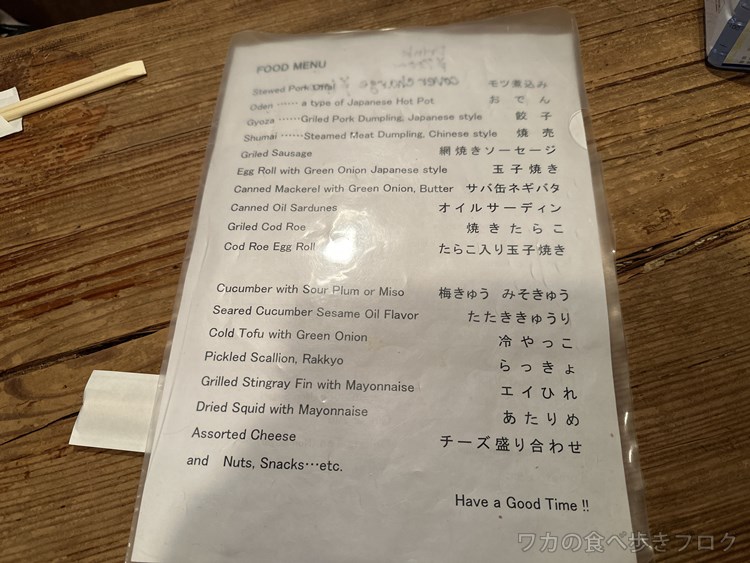 FOOD MENU
Stewed Pork Offal モツ煮込み
cover charge
Oden ‥‥‥ a type of Japanese Hot Pot おでん
Gyoza ‥‥‥Griled Pork Dumpling, Japanese style 餃子
Shumai ‥‥‥Steamed Meat Dumpling, Chinese style 焼売
Griled Sausage 網焼きソーセージ
Egg Roll with Green Onion Japanese style 玉子焼き
Canned Mackerel with Green Onion, Butter サバ缶ネギバタ
Canned Oil Sardunes オイルサーディン
Griled Cod Roe 焼きたらこ
Cod Roe Egg Roll たらこ入り玉子焼き
Cucumber with Sour Plum or Miso 梅きゅう みそきゅう
Seared Cucumber Sesame Oil Flavor たたききゅうり
Cold Tofu with Green Onion 冷やっこ
Pickled Scallion, Rakkyo らっきょ
Grilled Stingray Fin with Mayonnaise エイひれ
Dried Squid with Mayonnaise あたりめ
Assorted Cheese チーズ盛り合わせ
and Nuts, Snacks‥‥etc.
Have a Good Time !!
ワカの食べ歩きブログ